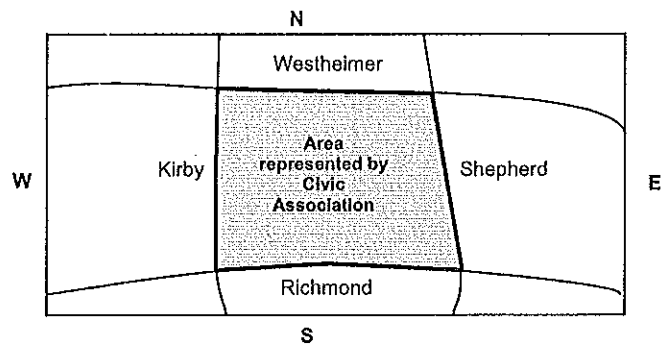 N
Westheimer
W
Kirby
Area
represented by
Civic
Association
Shepherd
E
Richmond
S